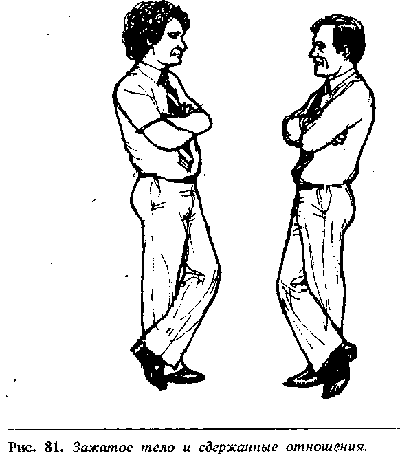 Рис. 81. Зажатое тело и сдержанные отношения.